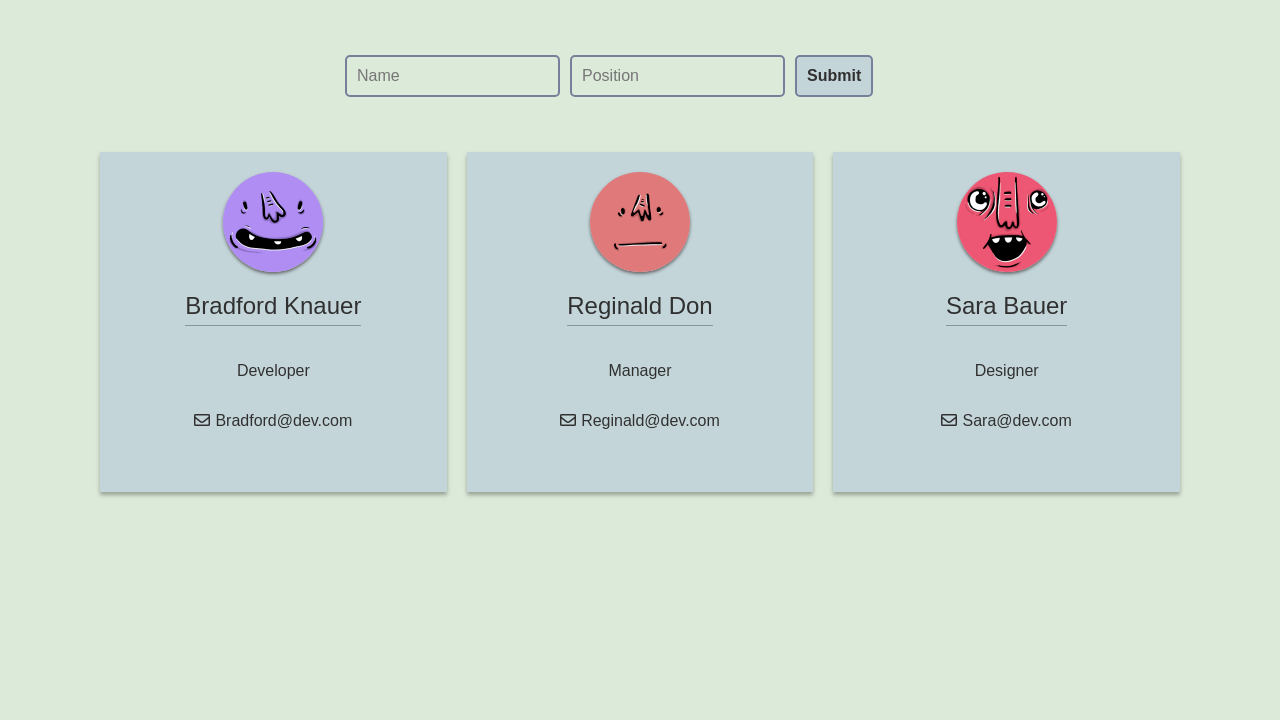 Name Position Submit
Bradford Knauer
Developer
Bradford@dev.com
Reginald Don
Manager
Reginald@dev.com
Sara Bauer
Designer
Sara@dev.com